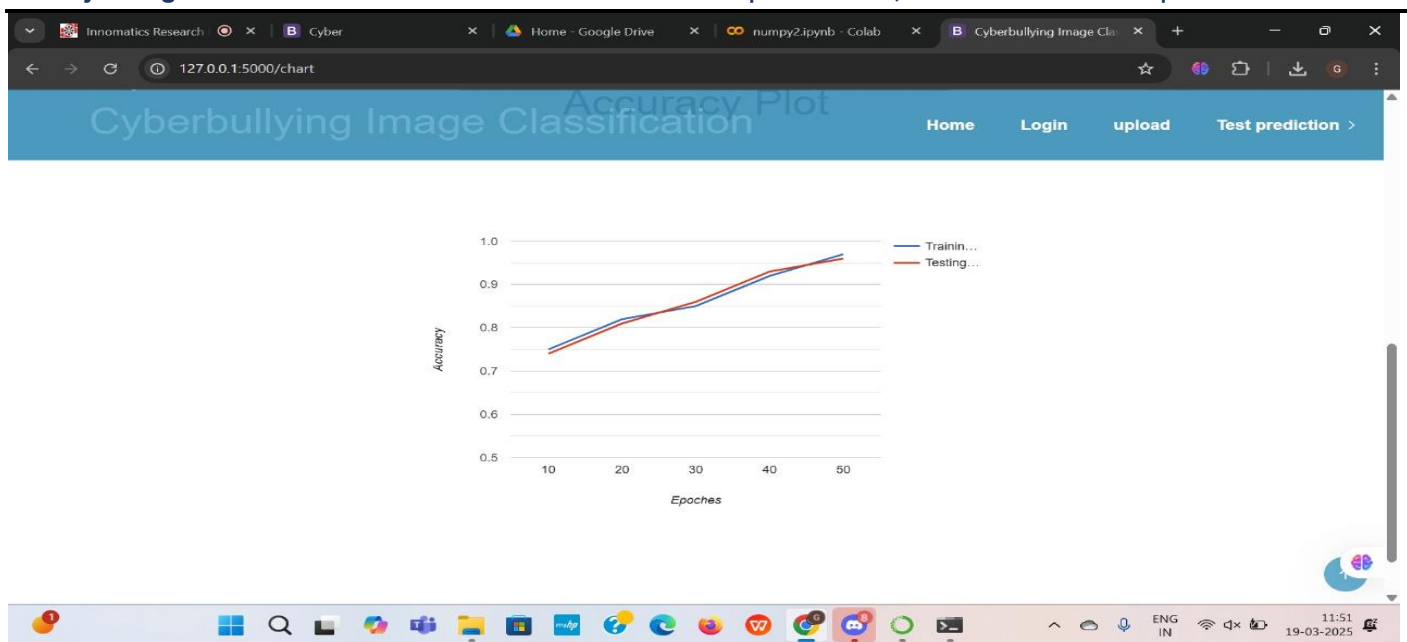 Innomatics Research
Cyber
Home - Google Drive
numpy2.ipynb - Colab
Cyberbullying Image Cla
127.0.0.1:5000/chart
G
Accuracy Plot
Cyberbullying Image Classification
Home Login upload Test prediction >
1.0
0.9
0.8
0.7
0.6
0.5
Accuracy
10 20 30 40 50
Epoches
Trainin...
Testing...
ENG
IN
11:51
19-03-2025